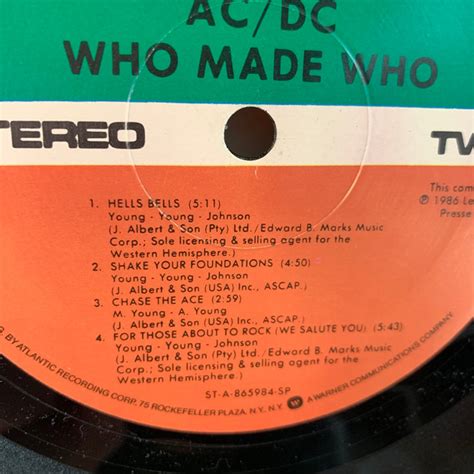 AC/DC
WHO MADE WHO
STEREO
TW
This com
℗ 1986 Le
Presse
1. HELLS BELLS (5:11)
Young - Young - Johnson
(J. Albert & Son (Pty) Ltd./Edward B. Marks Music
Corp.; Sole licensing & selling agent for the
Western Hemisphere.)
2. SHAKE YOUR FOUNDATIONS (4:50)
Young - Young - Johnson
(J. Albert & Son (USA) Inc., ASCAP.)
3. CHASE THE ACE (2:59)
M. Young - A. Young
(J. Albert & Son (USA) Inc., ASCAP.)
4. FOR THOSE ABOUT TO ROCK (WE SALUTE YOU) (5:43)
Young - Young - Johnson
(J. Albert & Son (Pty) Ltd./Edward B. Marks Music
Corp.; Sole licensing & selling agent for the
Western Hemisphere.)
ST-A-865984-SP
G. BY ATLANTIC RECORDING CORP. 75 ROCKEFELLER PLAZA, N.Y., N.Y. A WARNER COMMUNICATIONS COMPANY